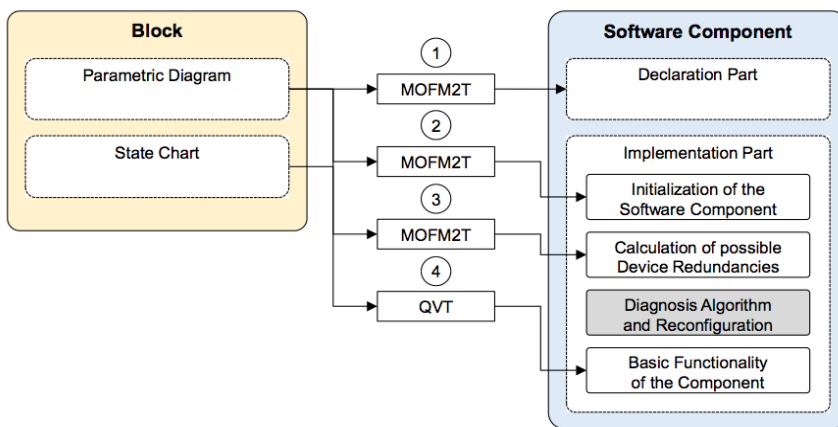 Block
Parametric Diagram
State Chart
1
MOFM2T
2
MOFM2T
3
MOFM2T
4
QVT
Software Component
Declaration Part
Implementation Part
Initialization of the
Software Component
Calculation of possible
Device Redundancies
Diagnosis Algorithm
and Reconfiguration
Basic Functionality
of the Component